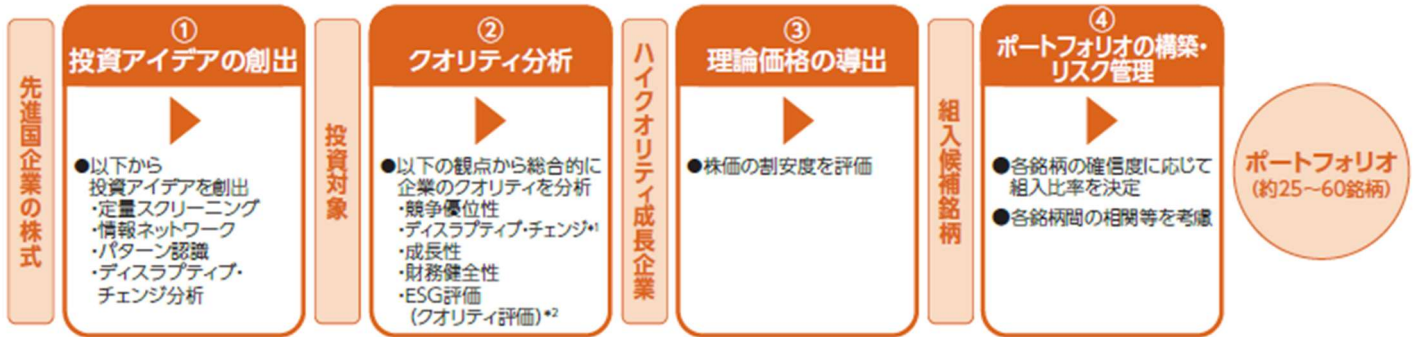 先進国企業の株式
①
投資アイデアの創出
●以下から
投資アイデアを創出
・定量スクリーニング
・情報ネットワーク
・パターン認識
・ディスラプティブ・
チェンジ分析
投資対象
②
クオリティ分析
●以下の観点から総合的に
企業のクオリティを分析
・競争優位性
・ディスラプティブ・チェンジ*1
・成長性
・財務健全性
・ESG評価
（クオリティ評価）*2
ハイクオリティ成長企業
③
理論価格の導出
●株価の割安度を評価
組入候補銘柄
④
ポートフォリオの構築・
リスク管理
●各銘柄の確信度に応じて
組入比率を決定
●各銘柄間の相関等を考慮
ポートフォリオ
（約25～60銘柄）